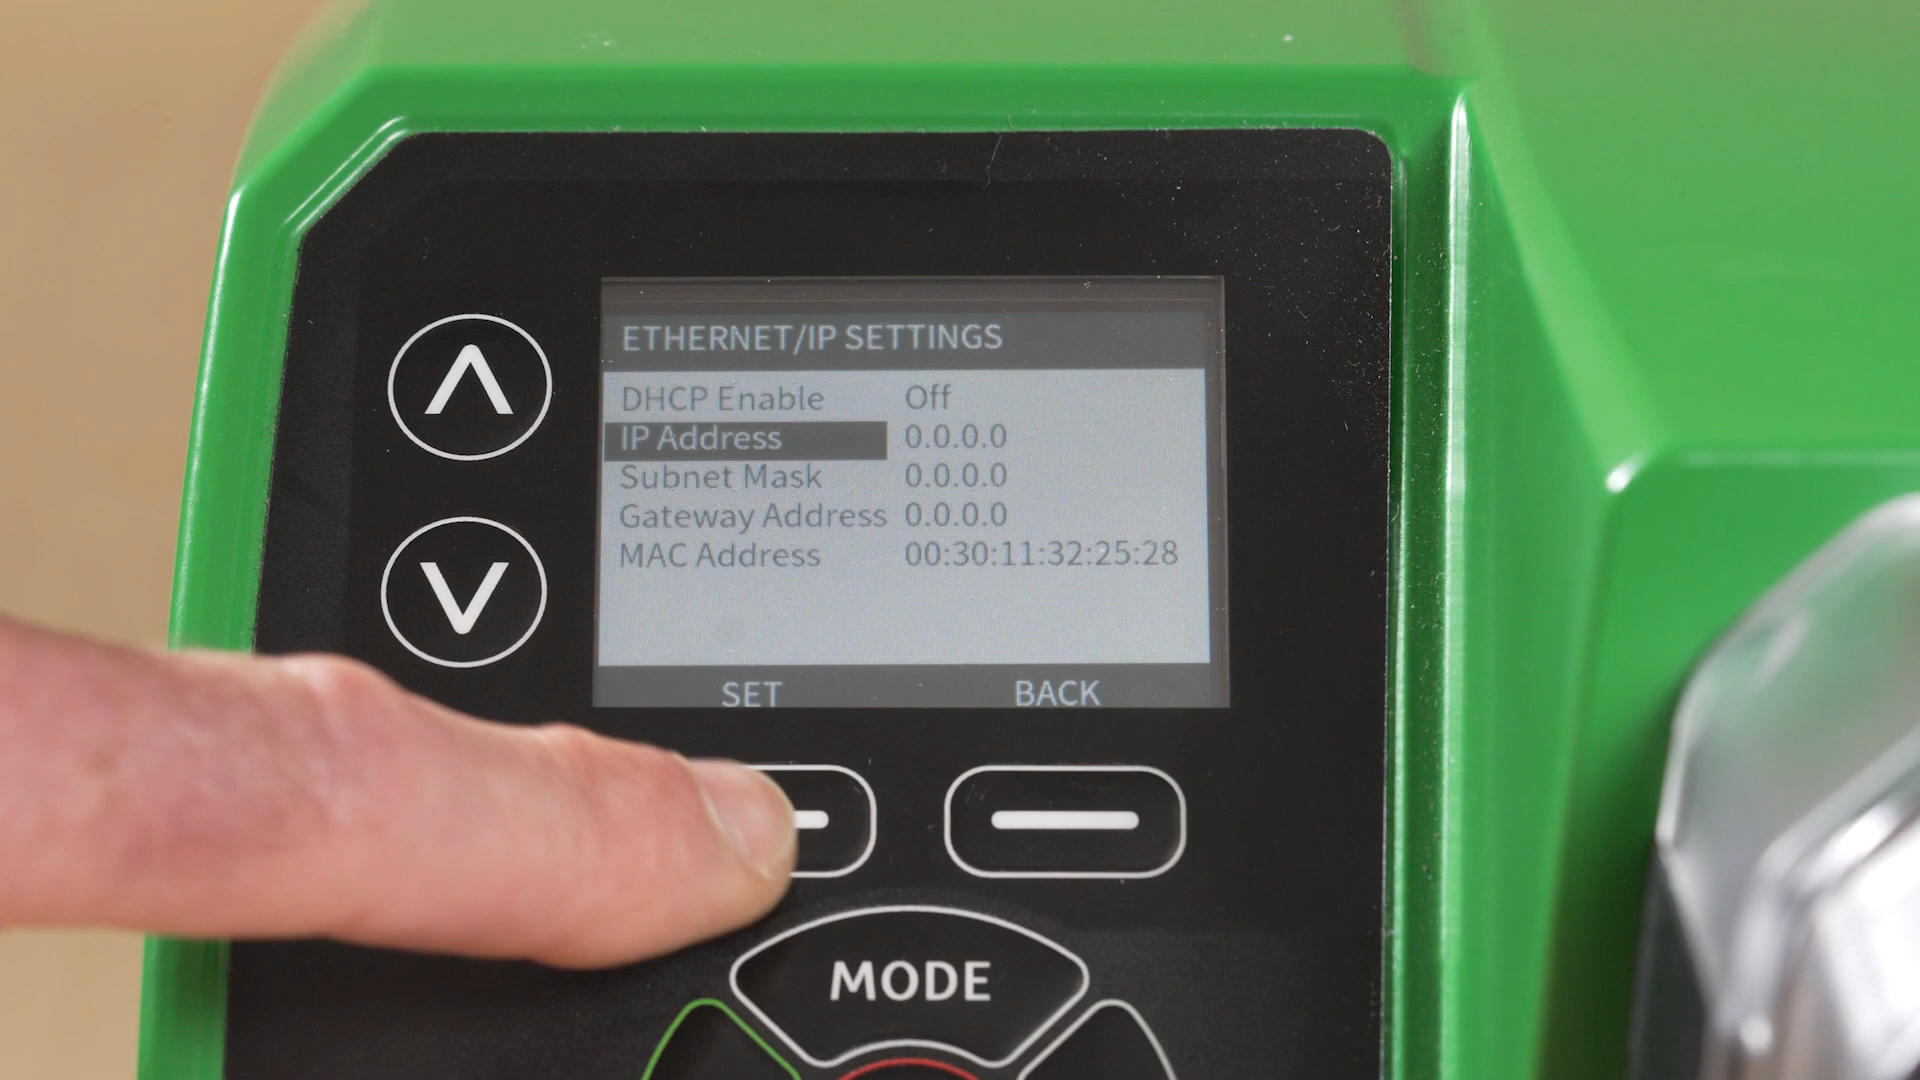 ETHERNET/IP SETTINGS
DHCP Enable Off
IP Address 0.0.0.0
Subnet Mask 0.0.0.0
Gateway Address 0.0.0.0
MAC Address 00:30:11:32:25:28
SET BACK
MODE